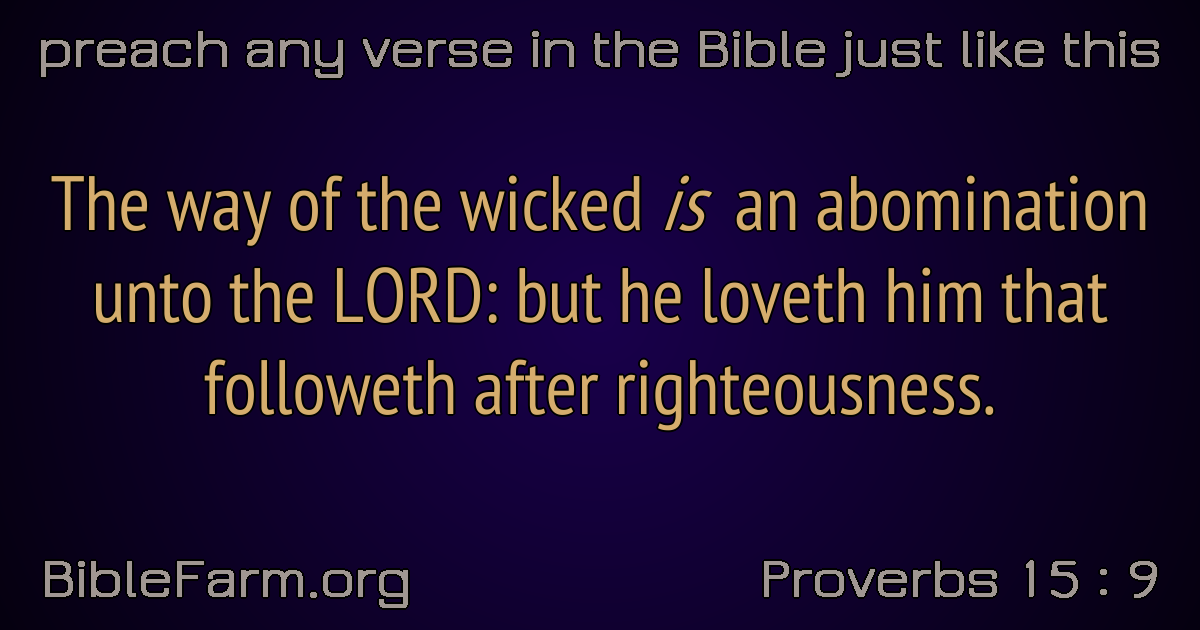 preach any verse in the Bible just like this
The way of the wicked is an abomination
unto the LORD: but he loveth him that
followeth after righteousness.
BibleFarm.org
Proverbs 15 : 9